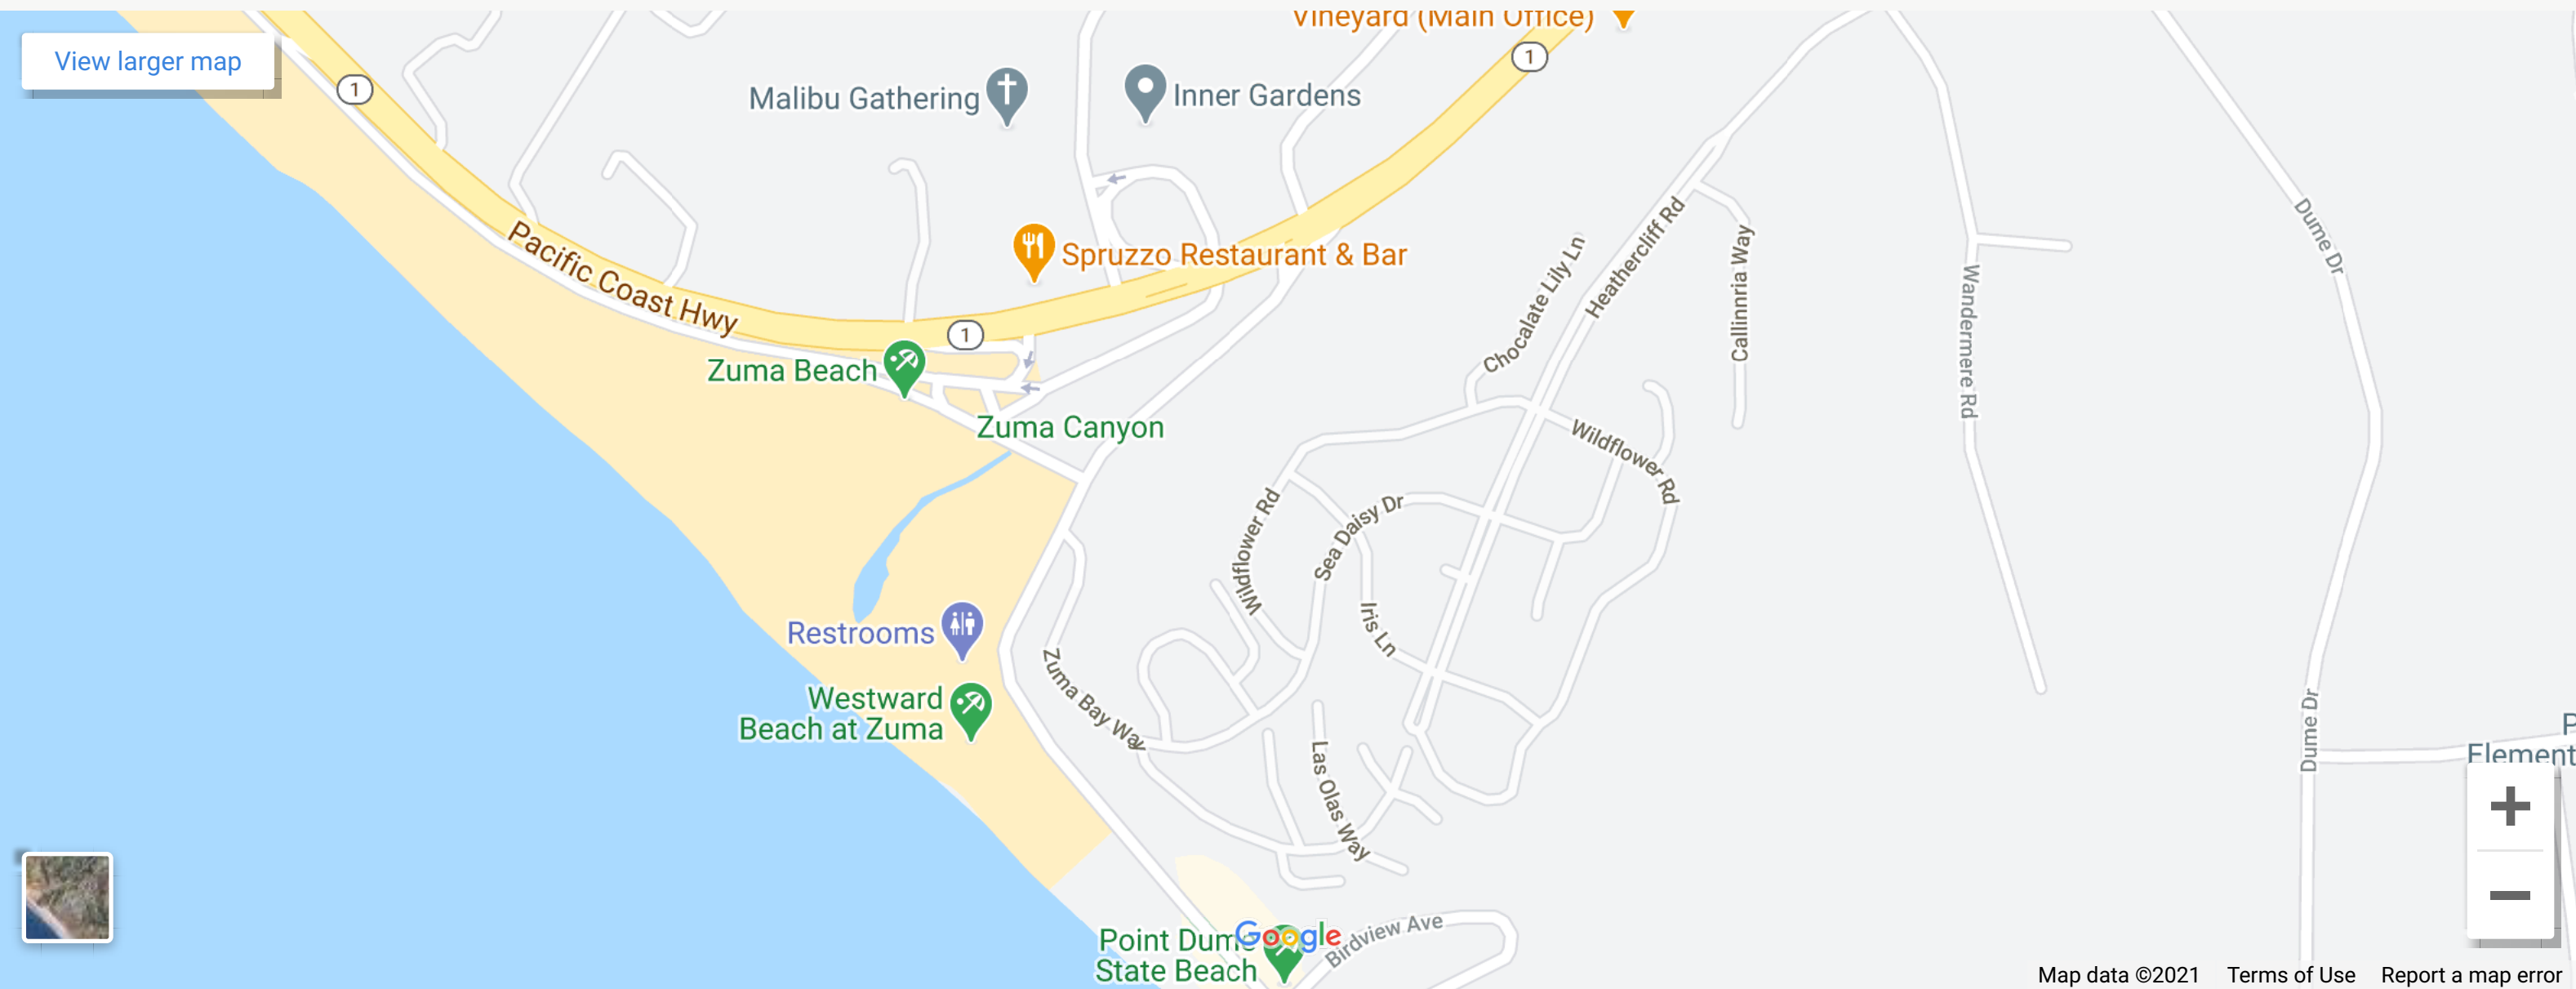 Vineyard (Main Office)
View larger map
1
1
Malibu Gathering
Inner Gardens
Spruzzo Restaurant & Bar
Pacific Coast Hwy
1
Zuma Beach
Zuma Canyon
Chocalate Lily Ln
Heathercliff Rd
Callinnria Way
Wandermere Rd
Dume Dr
Wildflower Rd
Wildflower Rd
Sea Daisy Dr
Iris Ln
Restrooms
Westward
Beach at Zuma
Zuma Bay Way
Las Olas Way
Dume Dr
P
Element
Point Dume
State Beach
Google
Birdview Ave
Map data ©2021
Terms of Use
Report a map error